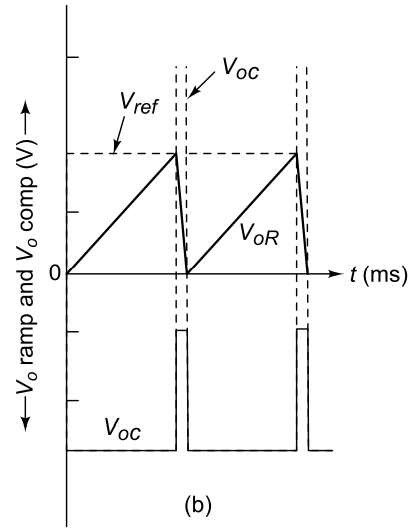 V_oc
V_ref
V_oR
0
t (ms)
V_o ramp and V_o comp (V)
V_oc
(b)